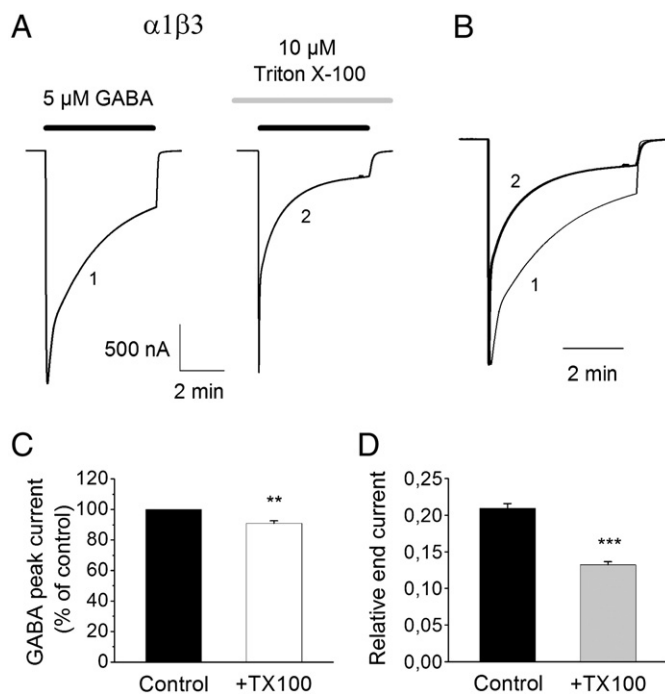 A
α1β3
B
10 µM
Triton X-100
5 µM GABA
1
2
2
1
500 nA
2 min
2 min
C
D
GABA peak current
(% of control)
120
100
80
60
40
20
0
**
Control
+TX100
Relative end current
0,25
0,20
0,15
0,10
0,05
0,00
***
Control
+TX100